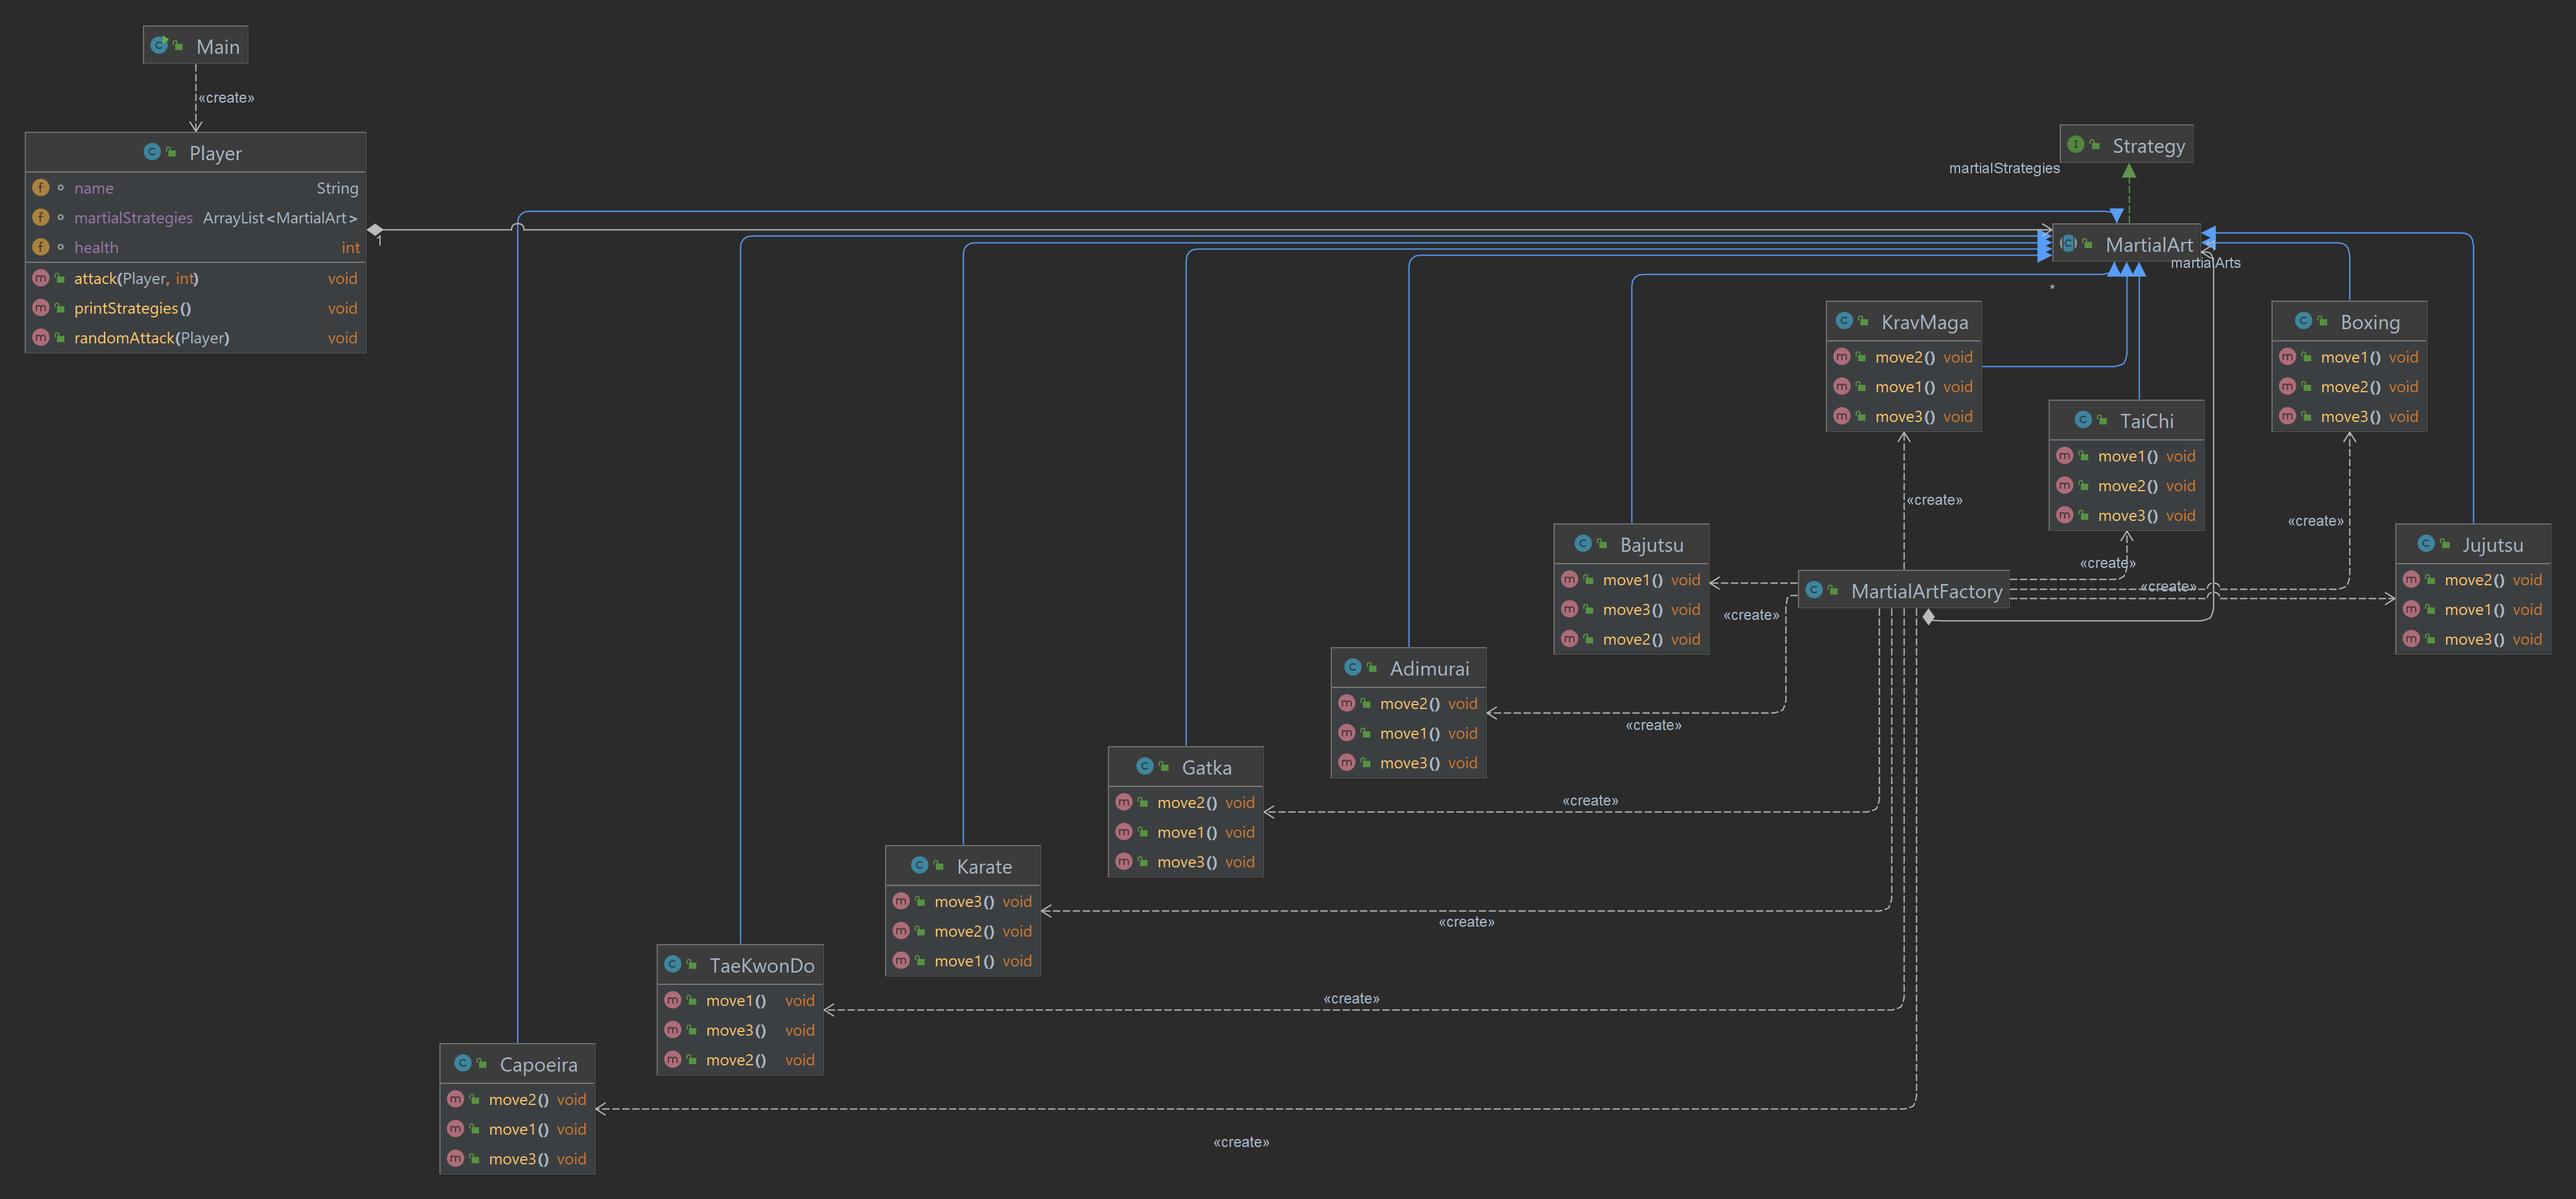 Main
«create»
Player
name String
martialStrategies ArrayList<MartialArt>
health int
attack(Player, int) void
printStrategies() void
randomAttack(Player) void
1
Strategy
martialStrategies
MartialArt
martialArts
*
KravMaga
move2() void
move1() void
move3() void
Boxing
move1() void
move2() void
move3() void
TaiChi
move1() void
move2() void
move3() void
«create»
«create»
Bajutsu
move1() void
move3() void
move2() void
MartialArtFactory
«create»
«create»
«create»
Jujutsu
move2() void
move1() void
move3() void
Adimurai
move2() void
move1() void
move3() void
«create»
Gatka
move2() void
move1() void
move3() void
«create»
Karate
move3() void
move2() void
move1() void
«create»
TaeKwonDo
move1() void
move3() void
move2() void
«create»
Capoeira
move2() void
move1() void
move3() void
«create»